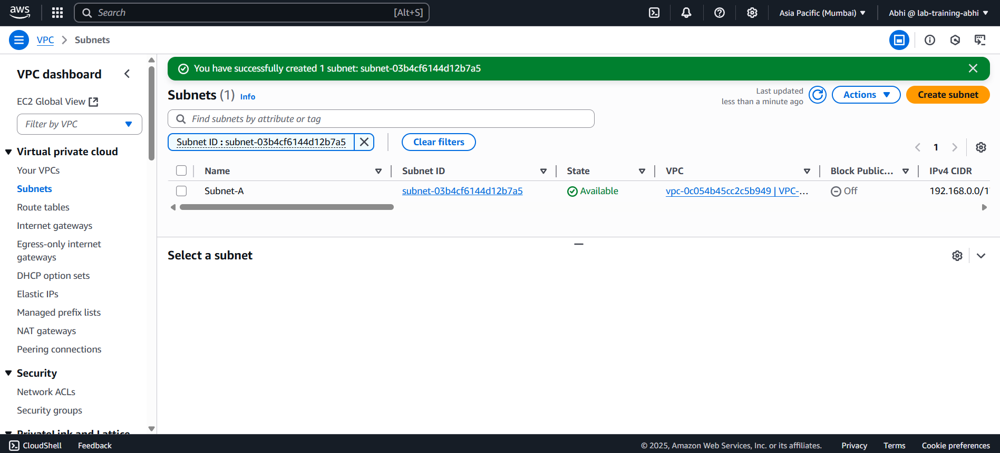 aws
Search
[Alt+S]
Asia Pacific (Mumbai)
Abhi @ lab-training-abhi
VPC
Subnets
VPC dashboard
EC2 Global View
Filter by VPC
Virtual private cloud
Your VPCs
Subnets
Route tables
Internet gateways
Egress-only internet
gateways
DHCP option sets
Elastic IPs
Managed prefix lists
NAT gateways
Peering connections
Security
Network ACLs
Security groups
PrivateLink and Lattice
You have successfully created 1 subnet: subnet-03b4cf6144d12b7a5
Subnets (1) Info
Last updated
less than a minute ago
Actions
Create subnet
Find subnets by attribute or tag
Subnet ID : subnet-03b4cf6144d12b7a5
Clear filters
1
Name Subnet ID State VPC Block Public... IPv4 CIDR
Subnet-A subnet-03b4cf6144d12b7a5 Available vpc-0c054b45cc2c5b949 | VPC-... Off 192.168.0.0/1
Select a subnet
CloudShell Feedback
© 2025, Amazon Web Services, Inc. or its affiliates. Privacy Terms Cookie preferences